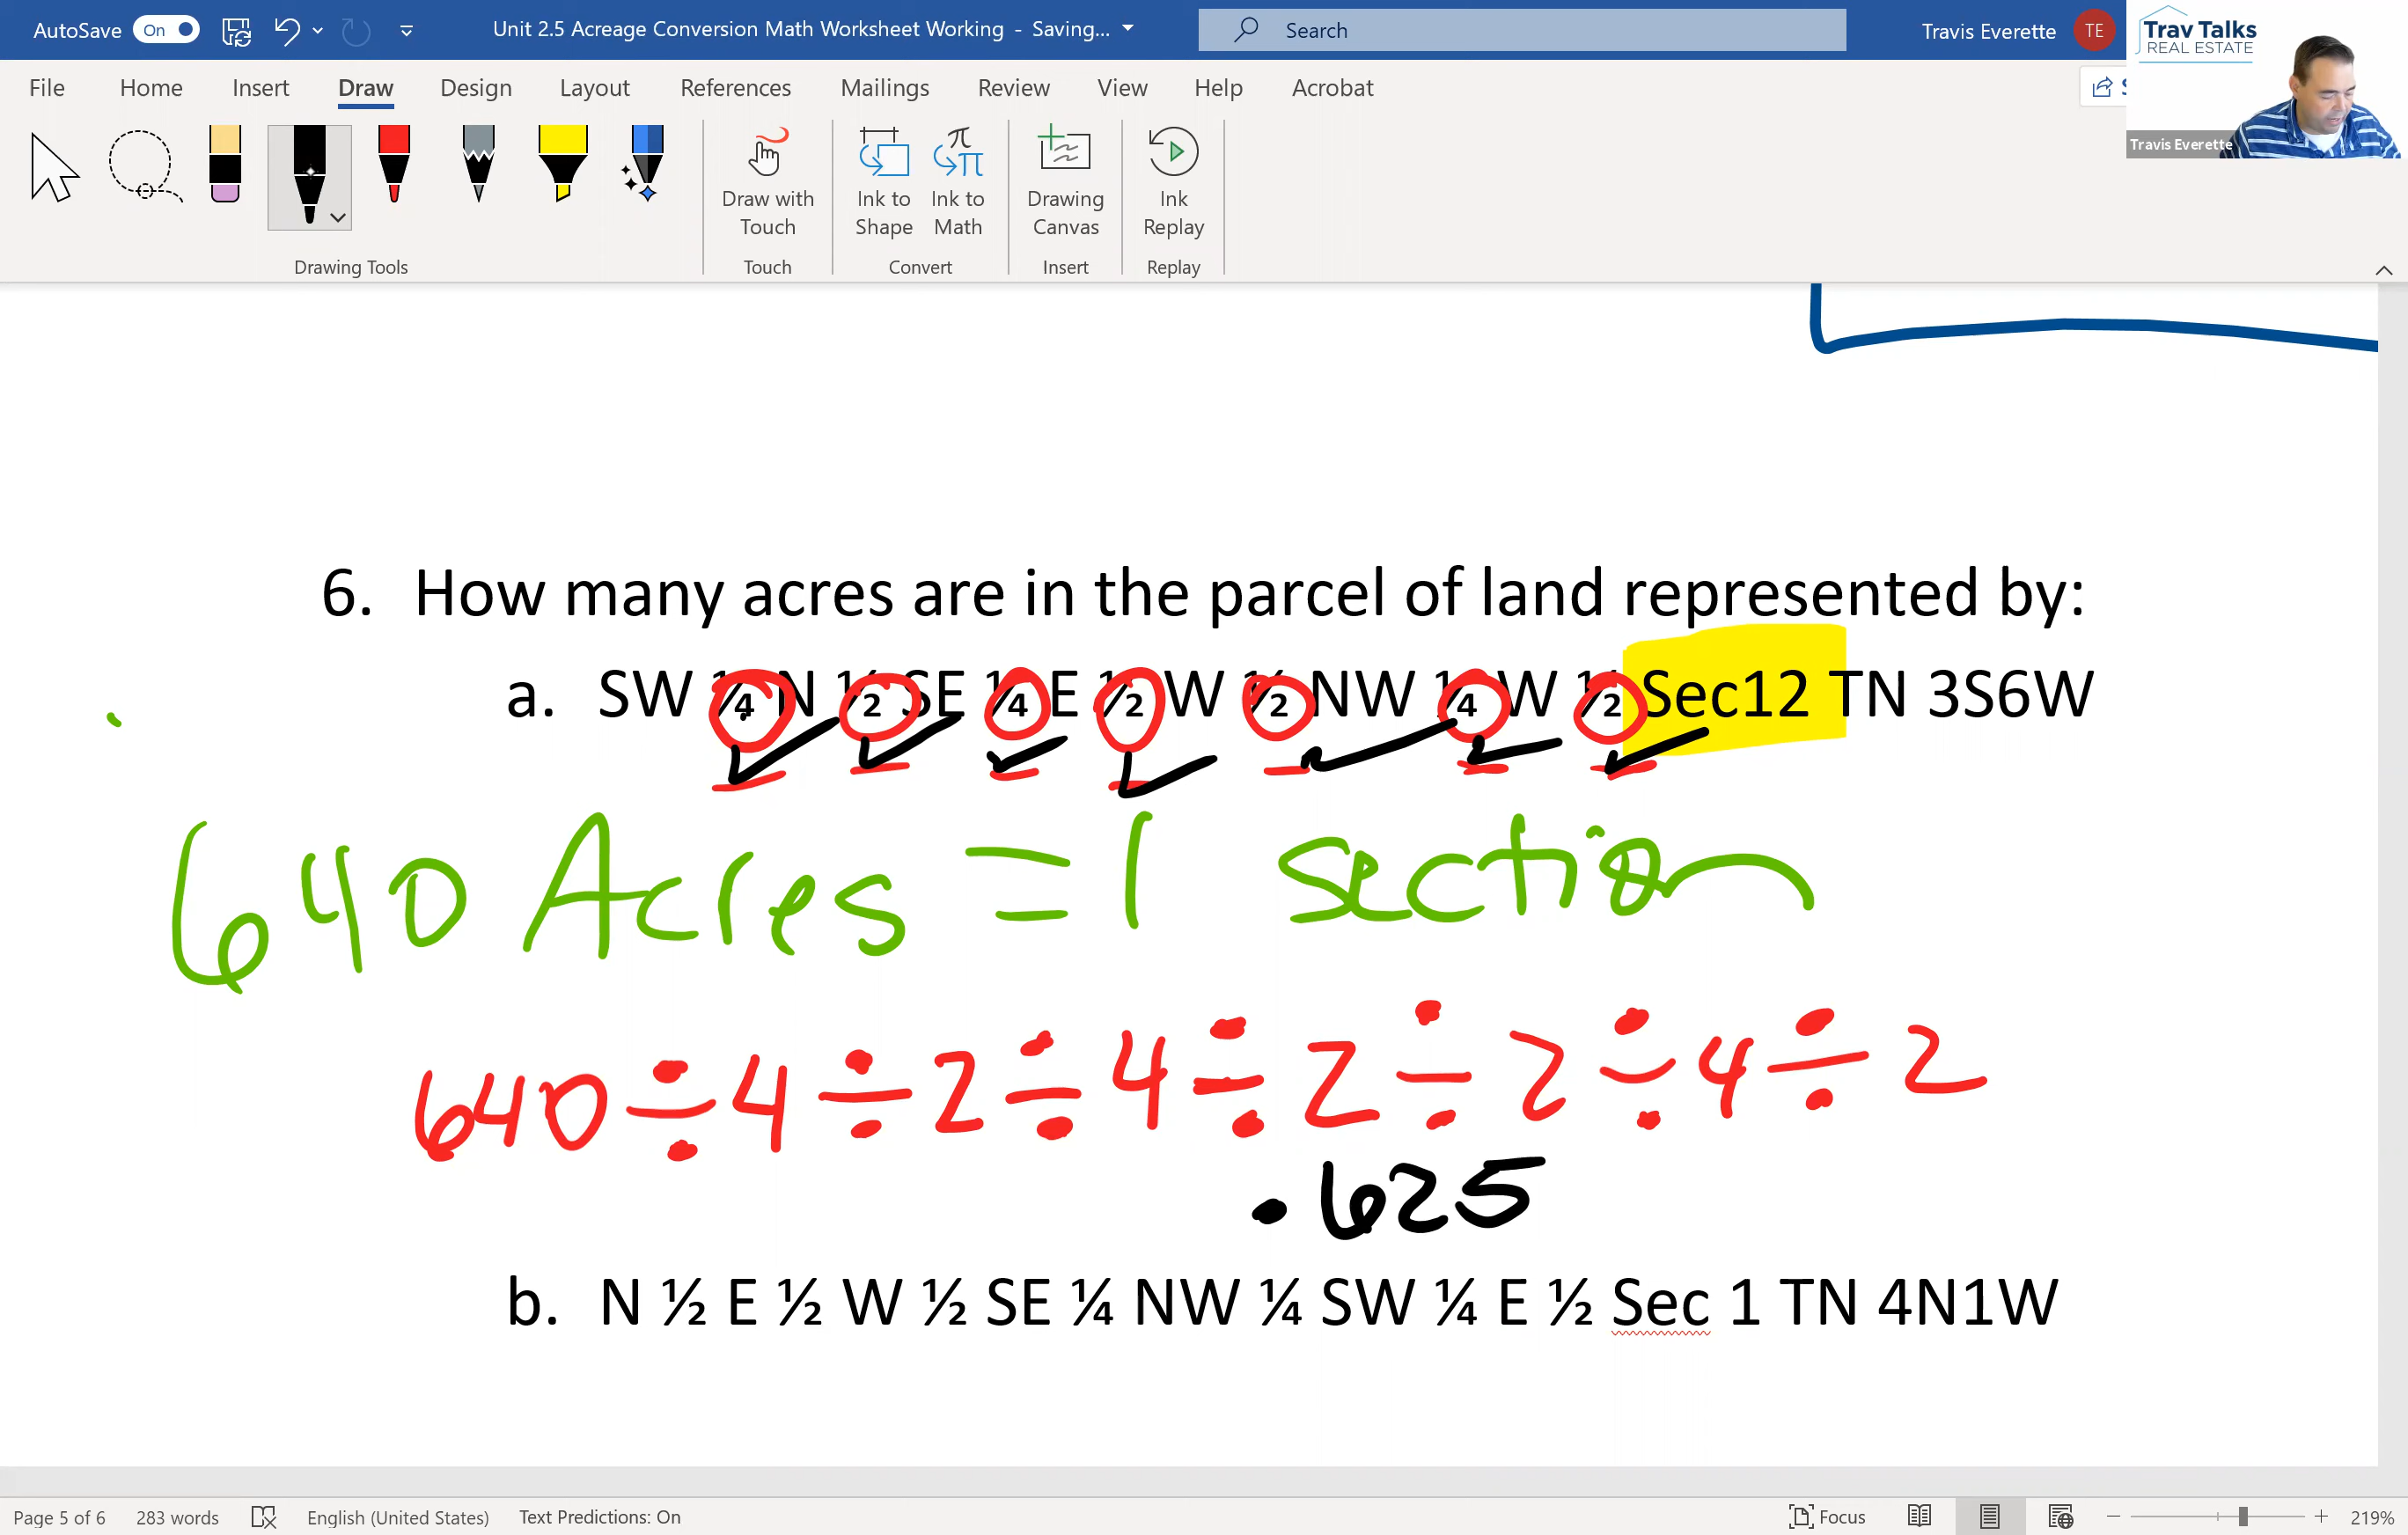 AutoSave On Unit 2.5 Acreage Conversion Math Worksheet Working - Saving... Search Travis Everette TE
Trav Talks
REAL ESTATE
Travis Everette
File Home Insert Draw Design Layout References Mailings Review View Help Acrobat
Draw with Touch
Ink to Shape
Ink to Math
Drawing Canvas
Ink Replay
Drawing Tools Touch Convert Insert Replay
6. How many acres are in the parcel of land represented by:
a. SW ¼ N ½ SE ¼ E ½ W ½ NW ¼ W ½ Sec12 TN 3S6W
640 Acres = 1 section
640 ÷ 4 ÷ 2 ÷ 4 ÷ 2 ÷ 2 ÷ 4 ÷ 2
.625
b. N ½ E ½ W ½ SE ¼ NW ¼ SW ¼ E ½ Sec 1 TN 4N1W
Page 5 of 6 283 words English (United States) Text Predictions: On Focus 219%